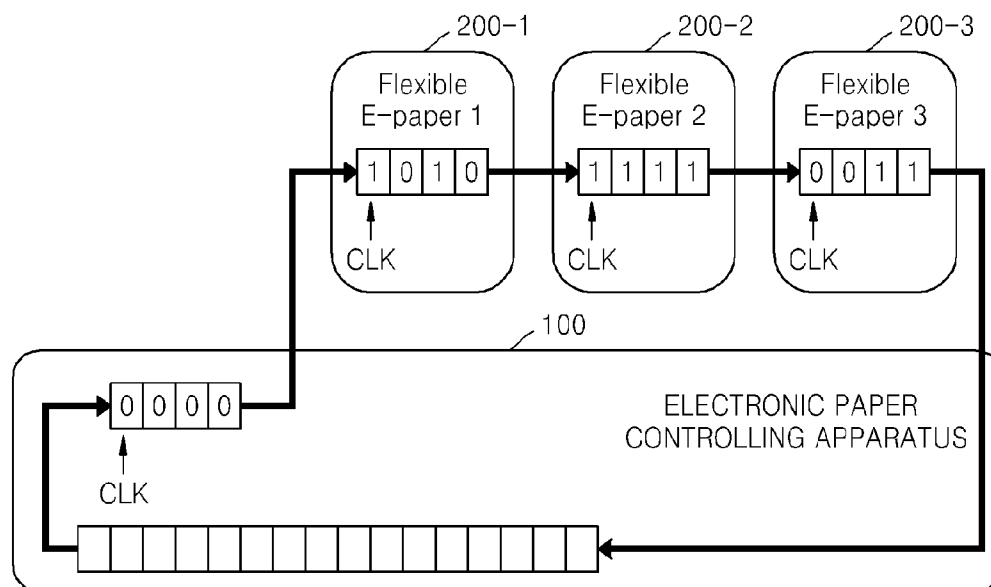 200-1
200-2
200-3
Flexible
E-paper 1
Flexible
E-paper 2
Flexible
E-paper 3
1 0 1 0
1 1 1 1
0 0 1 1
CLK
CLK
CLK
100
0 0 0 0
ELECTRONIC PAPER
CONTROLLING APPARATUS
CLK